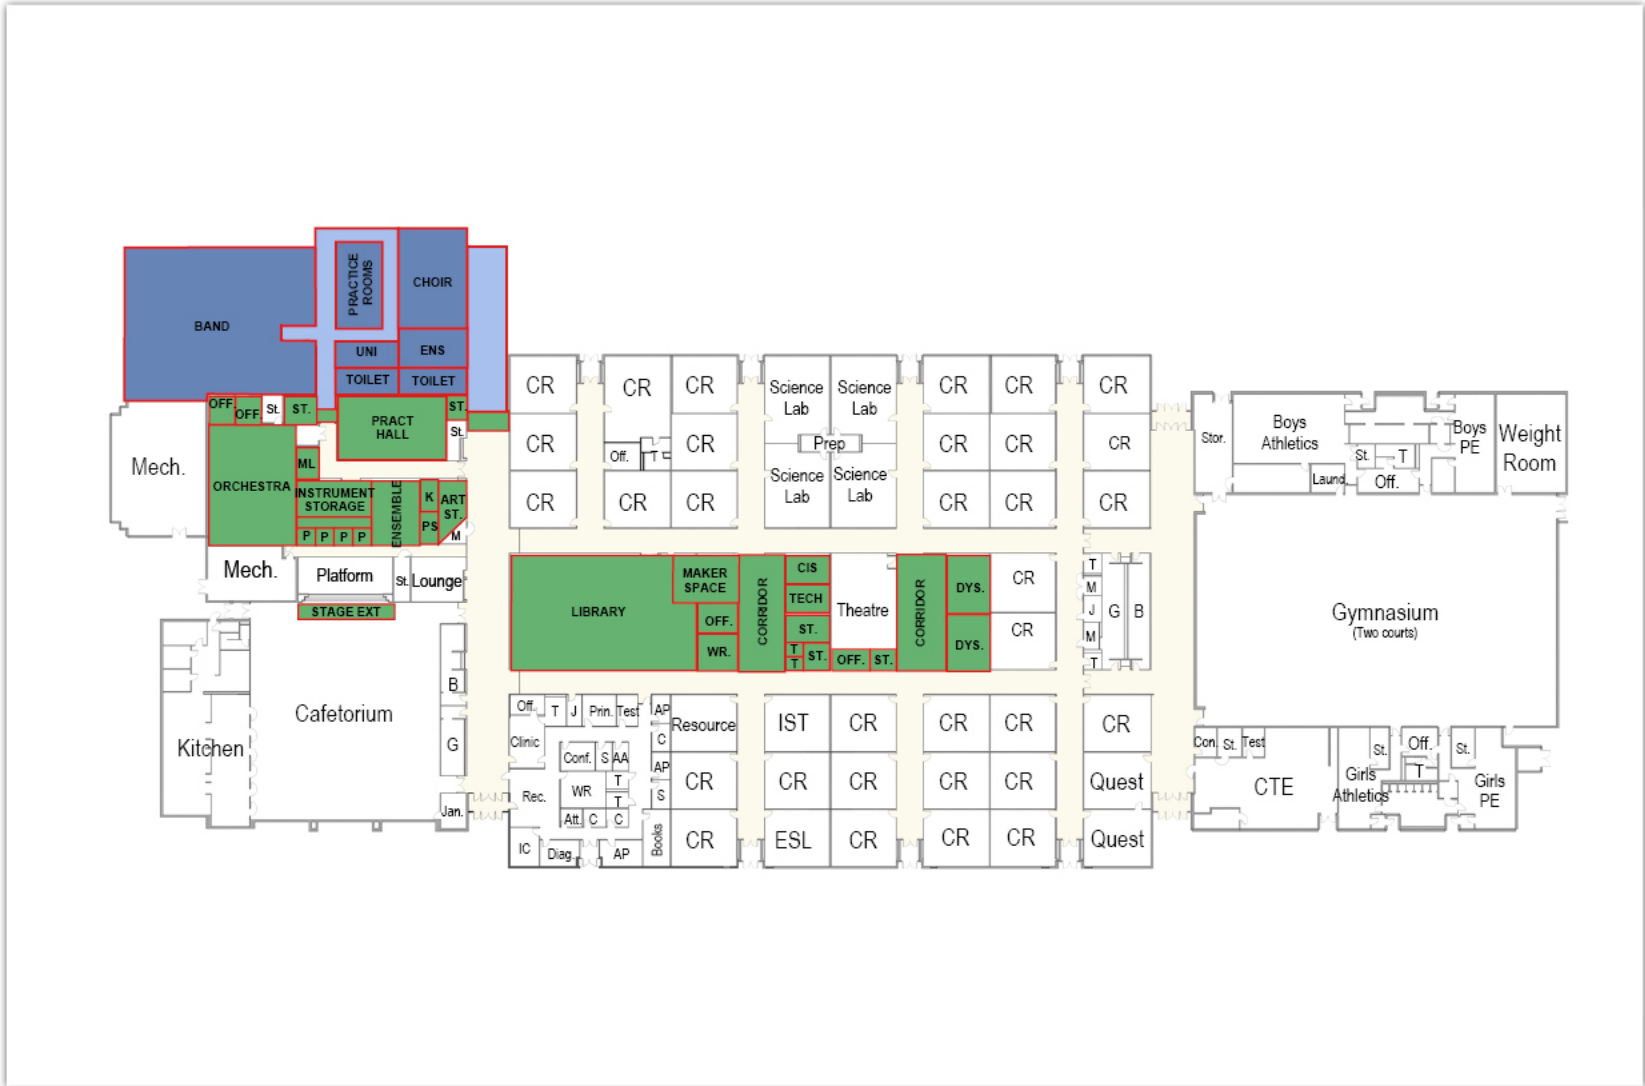 PRACTICE
ROOMS
CHOIR
BAND
UNI
ENS
TOILET
TOILET
OFF.
OFF.
St.
ST.
PRACT
HALL
ST.
St.
Mech.
ORCHESTRA
ML
INSTRUMENT
STORAGE
ENSEMBLE
K
PS
ART
ST.
P
P
P
P
M
Mech.
Platform
St.
Lounge
STAGE EXT
Cafetorium
Kitchen
B
G
Jan.
CR
CR
CR
Science
Lab
Science
Lab
CR
CR
CR
CR
Off.
T
CR
Prep
CR
CR
CR
CR
CR
CR
Science
Lab
Science
Lab
CR
CR
CR
LIBRARY
MAKER
SPACE
OFF.
WR.
CORRIDOR
CIS
TECH
ST.
T
T
ST.
Theatre
OFF.
ST.
CORRIDOR
DYS.
DYS.
CR
CR
T
M
J
M
T
G
B
Off.
T
J
Prin.
Test
AP
C
Resource
Clinic
Conf.
S
AA
AP
T
WR
T
S
Rec.
Att.
C
C
Books
IC
Diag.
AP
CR
CR
IST
CR
CR
CR
CR
CR
CR
CR
CR
Quest
ESL
CR
CR
CR
Quest
Stor.
Boys
Athletics
Laund.
St.
T
Off.
Boys
PE
Weight
Room
Gymnasium
(Two courts)
Con.
St.
Test
CTE
Girls
Athletics
St.
Off.
T
St.
Girls
PE